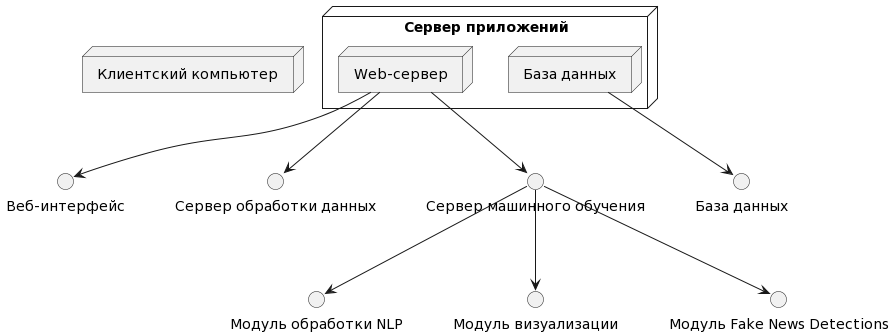 Сервер приложений
Клиентский компьютер
Web-сервер
База данных
Веб-интерфейс
Сервер обработки данных
Сервер машинного обучения
База данных
Модуль обработки NLP
Модуль визуализации
Модуль Fake News Detections